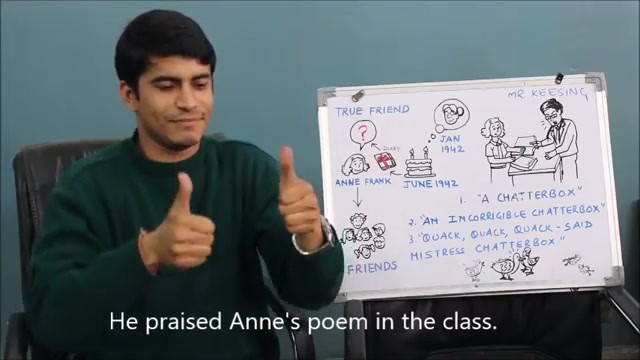 MR KEESING
TRUE FRIEND
?
DIARY
JAN
1942
ANNE FRANK
JUNE 1942
1. "A CHATTERBOX"
2. "AN INCORRIGIBLE CHATTERBOX"
3. "QUACK, QUACK, QUACK - SAID
MISTRESS CHATTERBOX"
FRIENDS
He praised Anne's poem in the class.